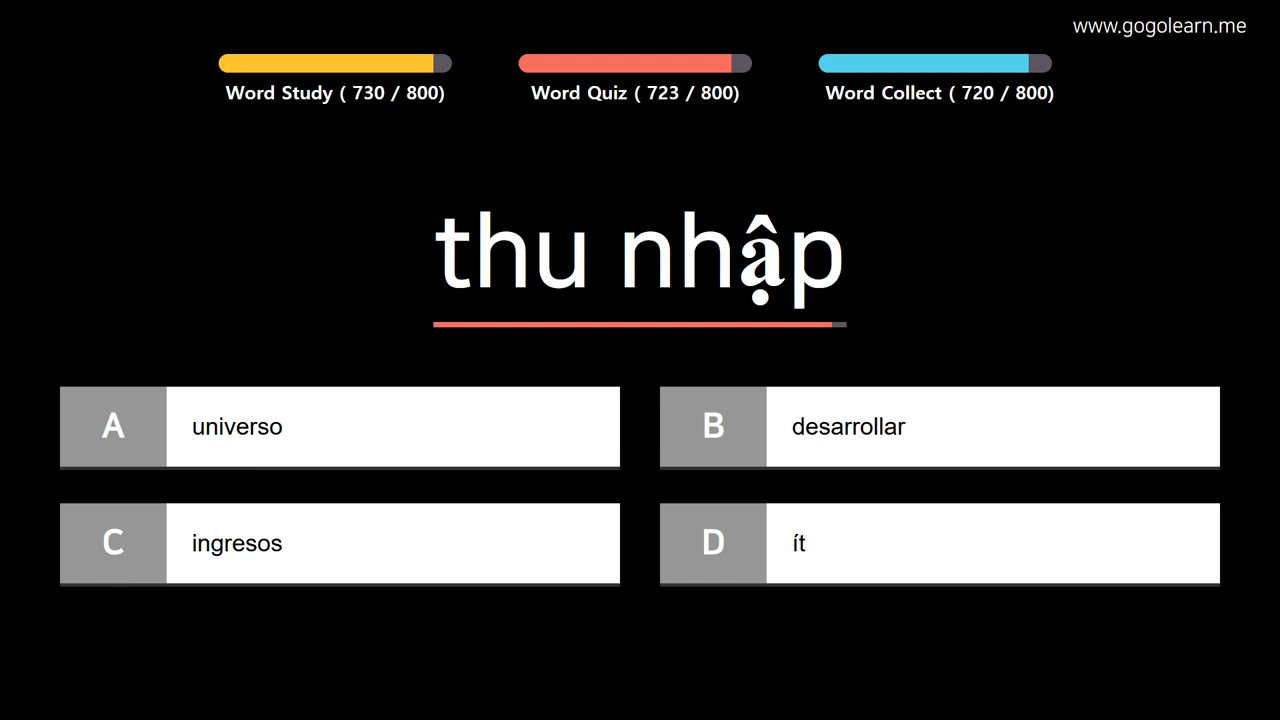 www.gogolearn.me
Word Study ( 730 / 800)
Word Quiz ( 723 / 800)
Word Collect ( 720 / 800)
thu nhập
A
universo
B
desarrollar
C
ingresos
D
ít